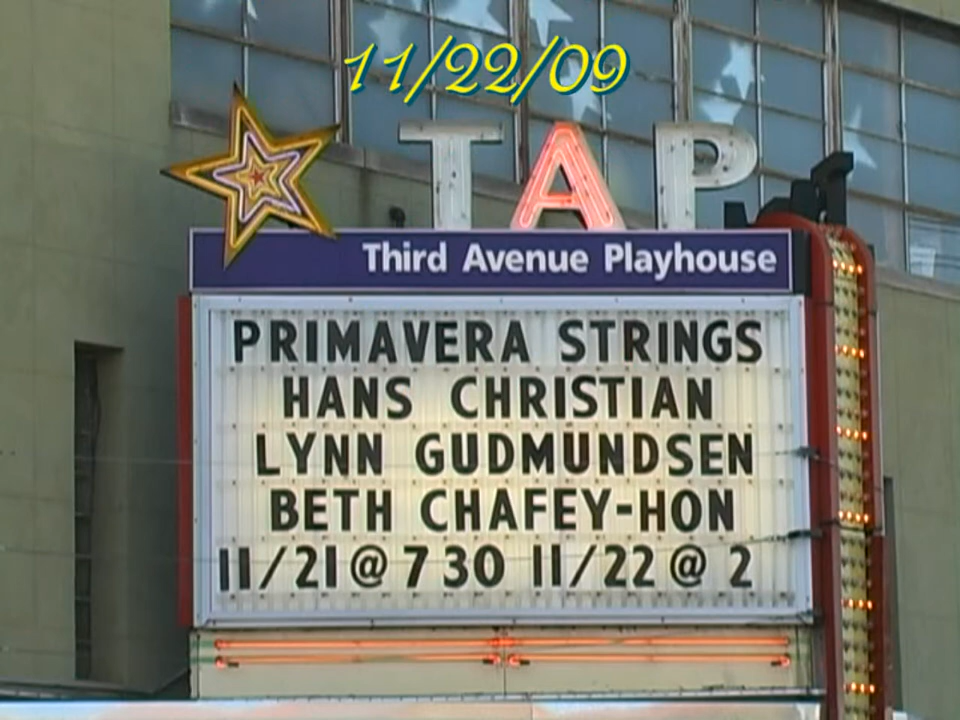 11/22/09
TAP
Third Avenue Playhouse
PRIMAVERA STRINGS
HANS CHRISTIAN
LYNN GUDMUNDSEN
BETH CHAFEY-HON
11/21@730 11/22@2